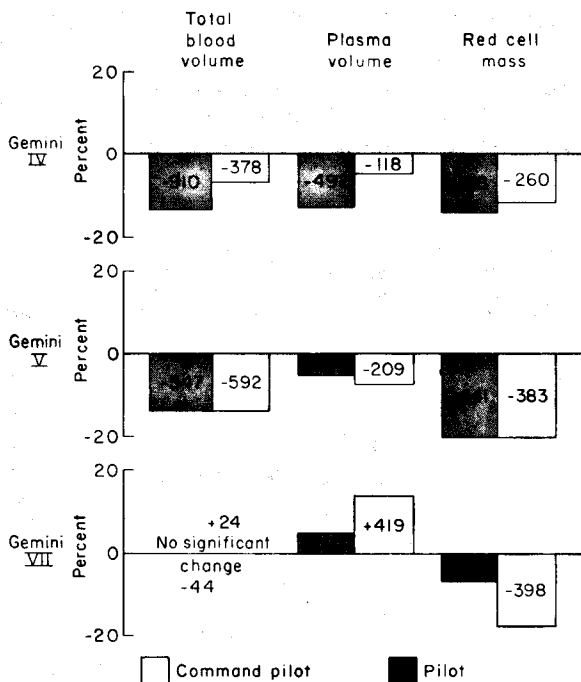 Total blood volume
Plasma volume
Red cell mass
Gemini IV
Percent
20
0
-20
-378
-118
-260
Gemini V
Percent
20
0
-20
-592
-209
-383
Gemini VII
Percent
20
0
-20
+24
No significant change
-44
+419
-398
Command pilot
Pilot